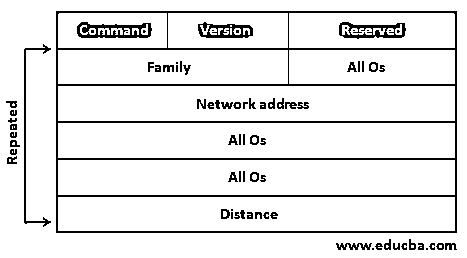 Command Version Reserved
Family All Os
Network address
All Os
All Os
Distance
Repeated
www.educba.com